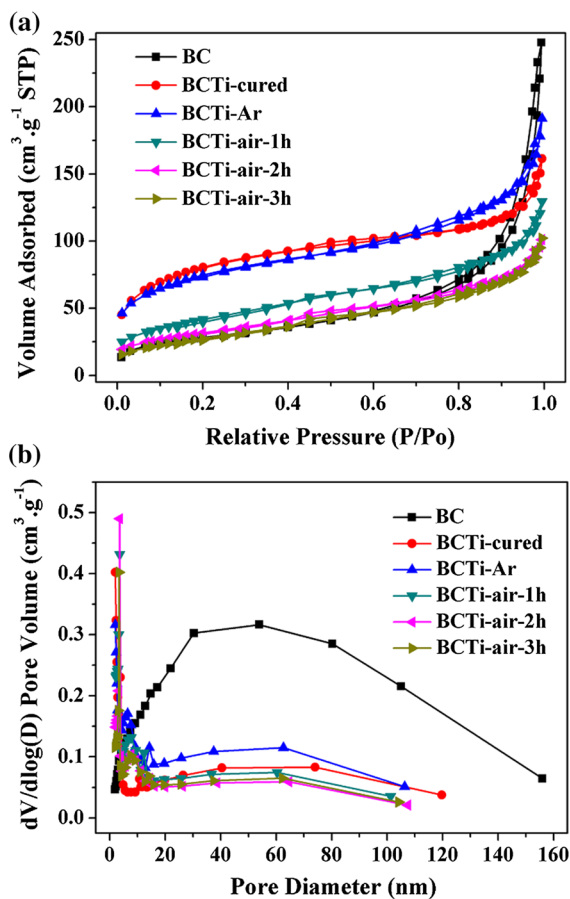 (a)
250
200
150
100
50
0
Volume Adsorbed (cm³.g⁻¹ STP)
BC
BCTi-cured
BCTi-Ar
BCTi-air-1h
BCTi-air-2h
BCTi-air-3h
0.0 0.2 0.4 0.6 0.8 1.0
Relative Pressure (P/Po)
(b)
0.5
0.4
0.3
0.2
0.1
0.0
dV/dlog(D) Pore Volume (cm³.g⁻¹)
BC
BCTi-cured
BCTi-Ar
BCTi-air-1h
BCTi-air-2h
BCTi-air-3h
0 20 40 60 80 100 120 140 160
Pore Diameter (nm)